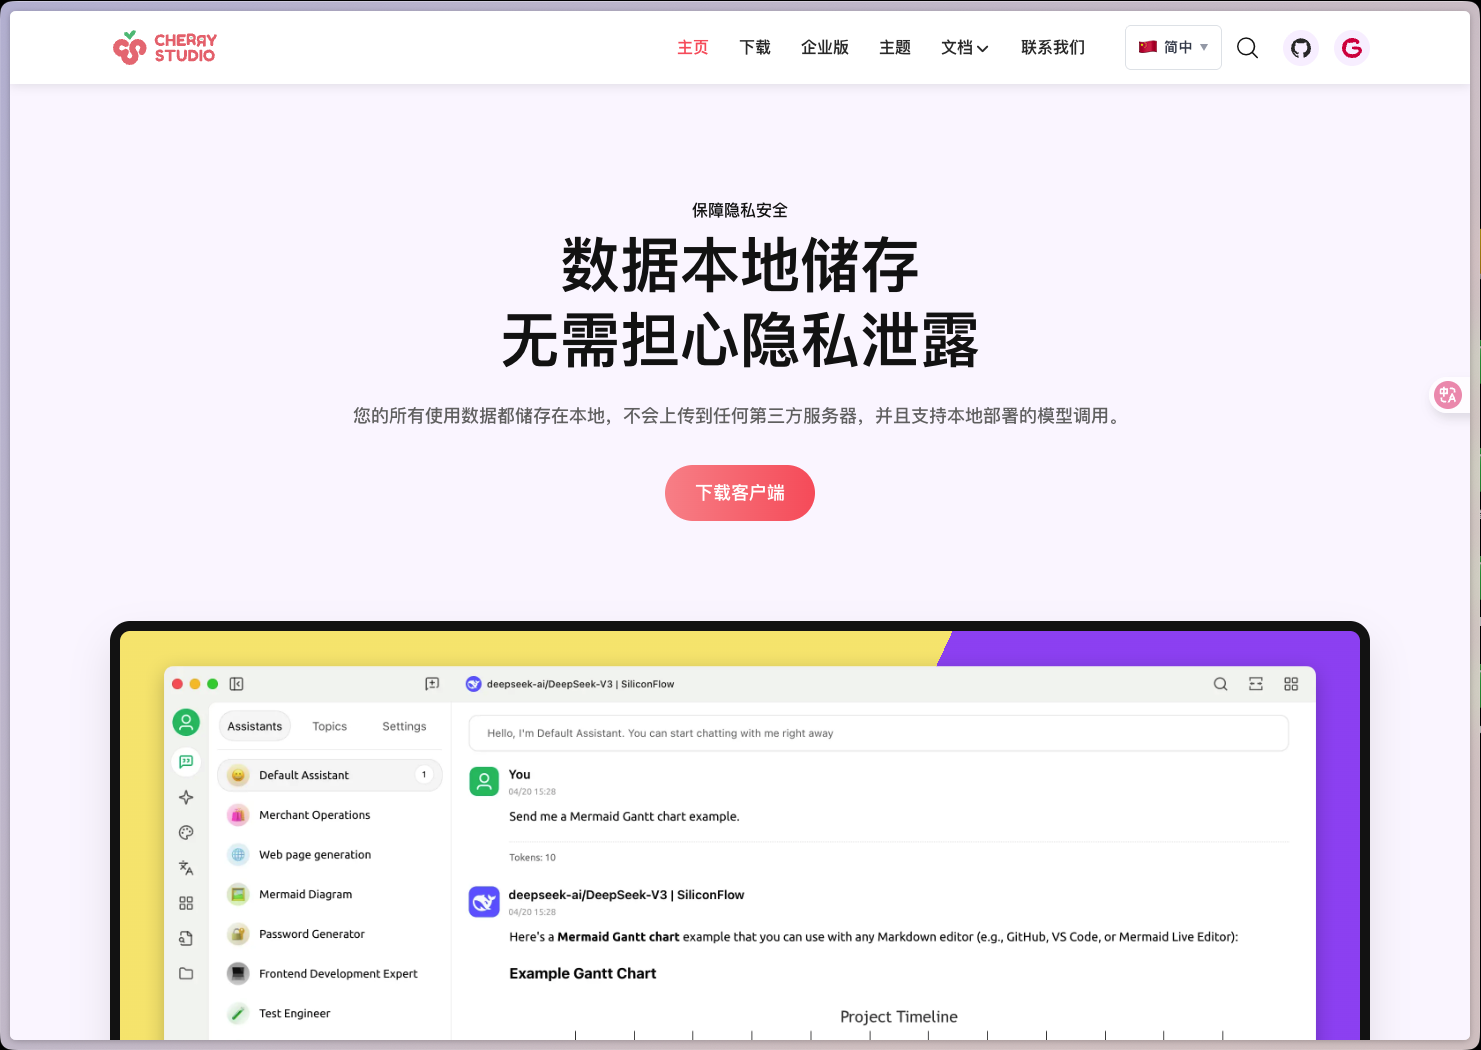 CHERRY
STUDIO
主页 下载 企业版 主题 文档 联系我们 简中
保障隐私安全
数据本地储存
无需担心隐私泄露
您的所有使用数据都储存在本地，不会上传到任何第三方服务器，并且支持本地部署的模型调用。
下载客户端
deepseek-ai/DeepSeek-V3 | SiliconFlow
Assistants Topics Settings
Hello, I'm Default Assistant. You can start chatting with me right away
Default Assistant 1
Merchant Operations
Web page generation
Mermaid Diagram
Password Generator
Frontend Development Expert
Test Engineer
You
04/20 15:28
Send me a Mermaid Gantt chart example.
Tokens: 10
deepseek-ai/DeepSeek-V3 | SiliconFlow
04/20 15:28
Here's a Mermaid Gantt chart example that you can use with any Markdown editor (e.g., GitHub, VS Code, or Mermaid Live Editor):
Example Gantt Chart
Project Timeline